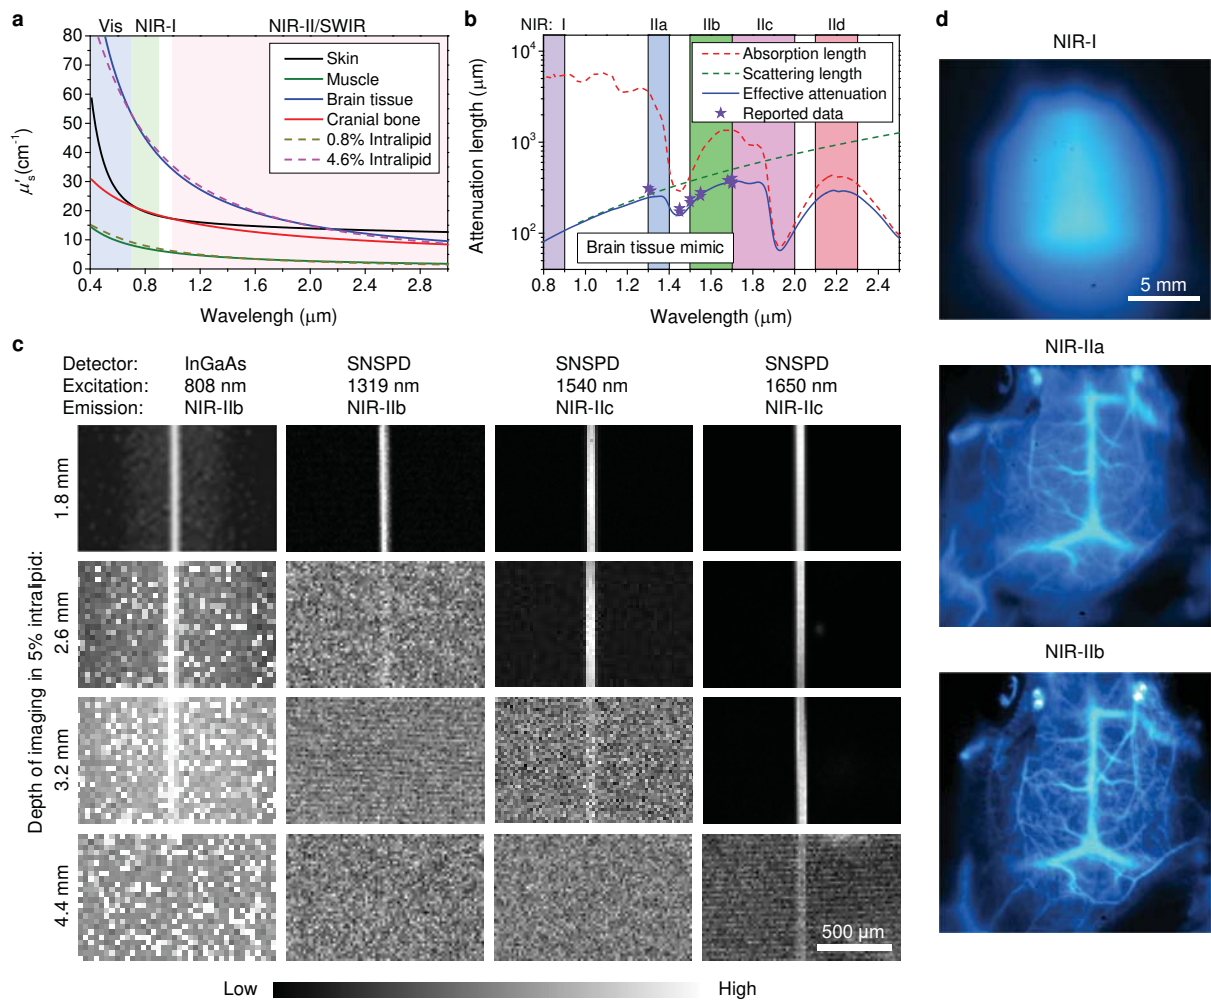 a
Vis NIR-I NIR-II/SWIR
80
70
60
50
40
30
20
10
0
μ′s(cm⁻¹)
Skin
Muscle
Brain tissue
Cranial bone
0.8% Intralipid
4.6% Intralipid
0.4 0.8 1.2 1.6 2.0 2.4 2.8
Wavelength (μm)
b
NIR: I IIa IIb IIc IId
10⁴
10³
10²
Attenuation length (μm)
Absorption length
Scattering length
Effective attenuation
Reported data
Brain tissue mimic
0.8 1.0 1.2 1.4 1.6 1.8 2.0 2.2 2.4
Wavelength (μm)
c
Detector: InGaAs SNSPD SNSPD SNSPD
Excitation: 808 nm 1319 nm 1540 nm 1650 nm
Emission: NIR-IIb NIR-IIb NIR-IIc NIR-IIc
Depth of imaging in 5% intralipid:
1.8 mm
2.6 mm
3.2 mm
4.4 mm
500 μm
Low High
d
NIR-I
5 mm
NIR-IIa
NIR-IIb